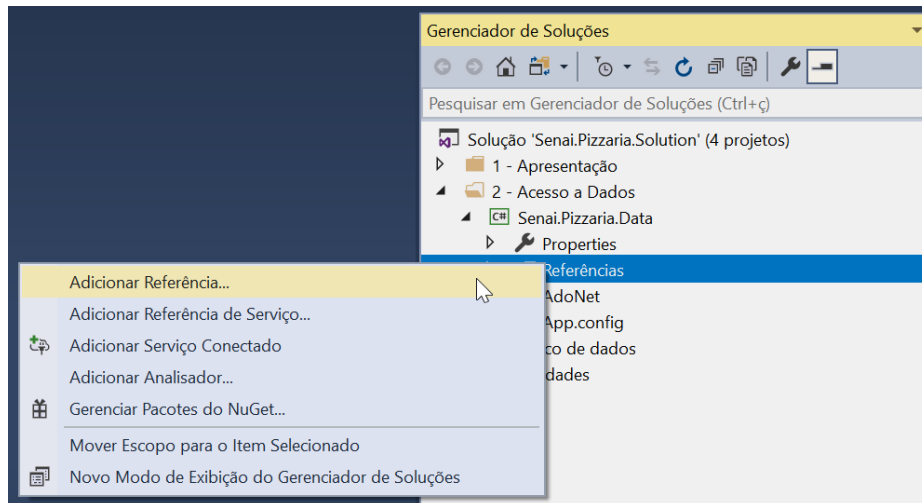 Gerenciador de Soluções
Pesquisar em Gerenciador de Soluções (Ctrl+ç)
Solução 'Senai.Pizzaria.Solution' (4 projetos)
1 - Apresentação
2 - Acesso a Dados
C# Senai.Pizzaria.Data
Properties
Referências
AdoNet
App.config
co de dados
dades
Adicionar Referência...
Adicionar Referência de Serviço...
Adicionar Serviço Conectado
Adicionar Analisador...
Gerenciar Pacotes do NuGet...
Mover Escopo para o Item Selecionado
Novo Modo de Exibição do Gerenciador de Soluções